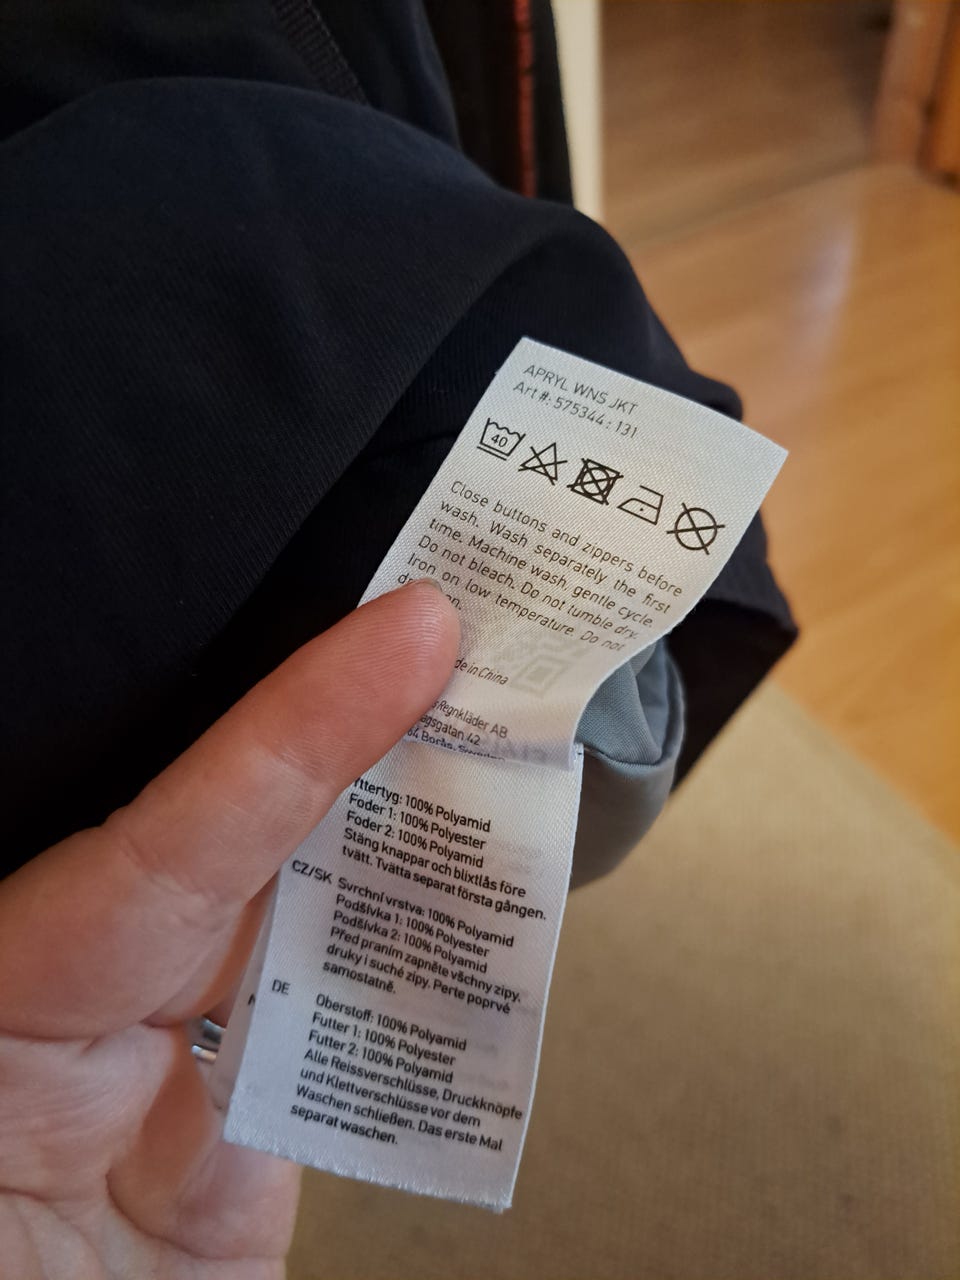 APRYL WNS JKT
Art #: 575344 : 131
40
Close buttons and zippers before
wash. Wash separately the first
time. Machine wash, gentle cycle.
Do not bleach. Do not tumble dry.
Iron on low temperature. Do not
made in China
Regnkläder AB
42
Borås, Sweden
Yttertyg: 100% Polyamid
Foder 1: 100% Polyester
Foder 2: 100% Polyamid
Stäng knappar och blixtlås före
tvätt. Tvätta separat första gången.
CZ/SK Svrchní vrstva: 100% Polyamid
Podšívka 1: 100% Polyester
Podšívka 2: 100% Polyamid
Před praním zapněte všchny zipy,
druky i suché zipy. Perte poprvé
samostatně.
DE Oberstoff: 100% Polyamid
Futter 1: 100% Polyester
Futter 2: 100% Polyamid
Alle Reissverschlüsse, Druckknöpfe
und Klettverschlüsse vor dem
Waschen schließen. Das erste Mal
separat waschen.